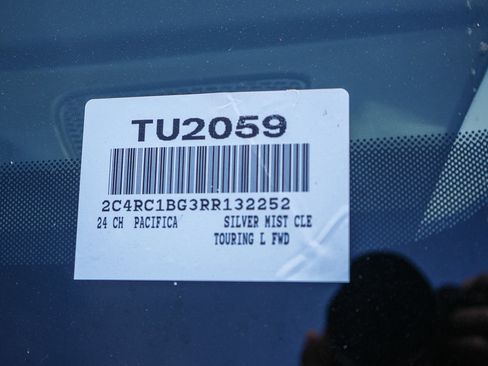 TU2059
2C4RC1BG3RR132252
24 CH PACIFICA SILVER MIST CLE
TOURING L FWD